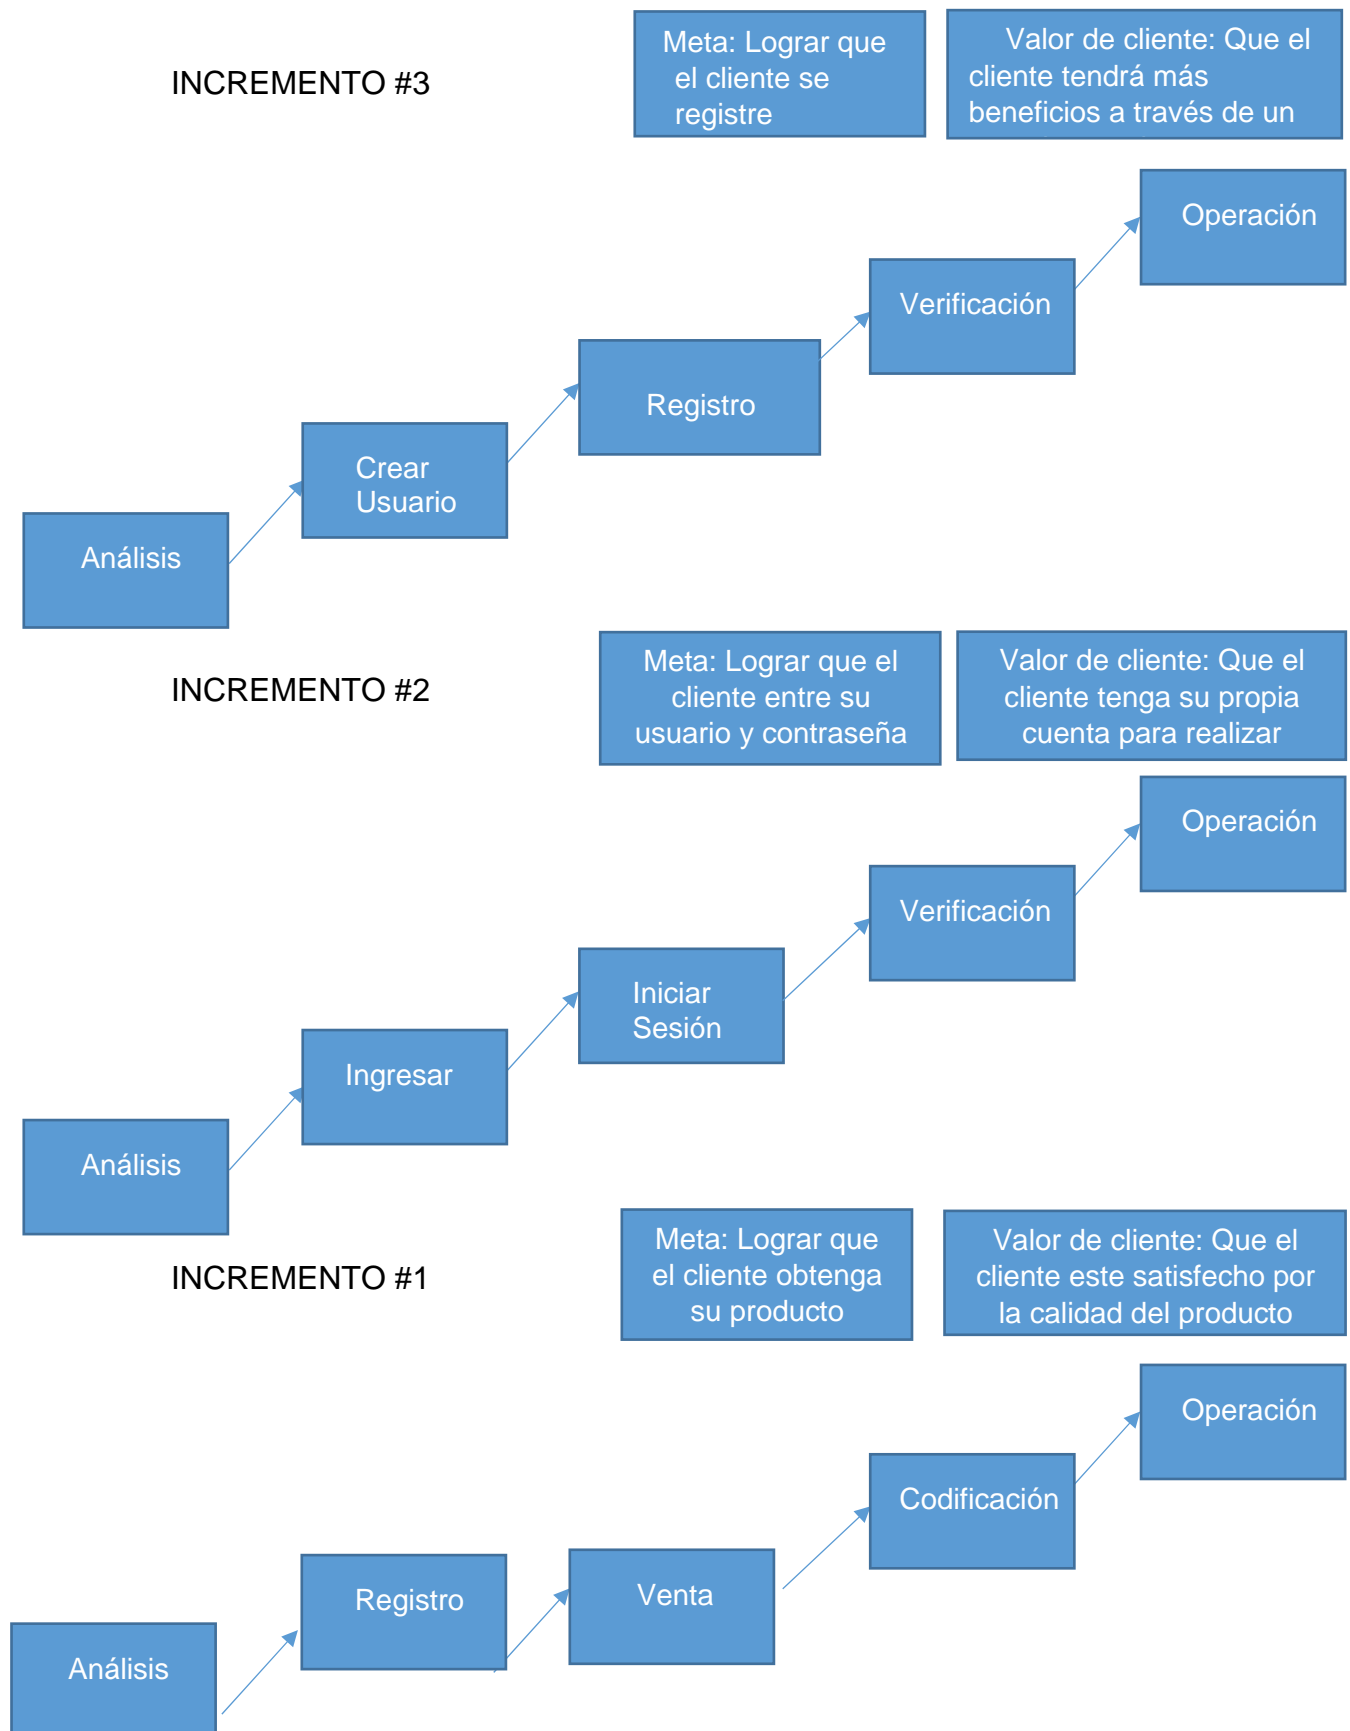 INCREMENTO #3
Meta: Lograr que
el cliente se
registre
Valor de cliente: Que el
cliente tendrá más
beneficios a través de un
Operación
Verificación
Registro
Crear
Usuario
Análisis
INCREMENTO #2
Meta: Lograr que el
cliente entre su
usuario y contraseña
Valor de cliente: Que el
cliente tenga su propia
cuenta para realizar
Operación
Verificación
Iniciar
Sesión
Ingresar
Análisis
INCREMENTO #1
Meta: Lograr que
el cliente obtenga
su producto
Valor de cliente: Que el
cliente este satisfecho por
la calidad del producto
Operación
Codificación
Venta
Registro
Análisis